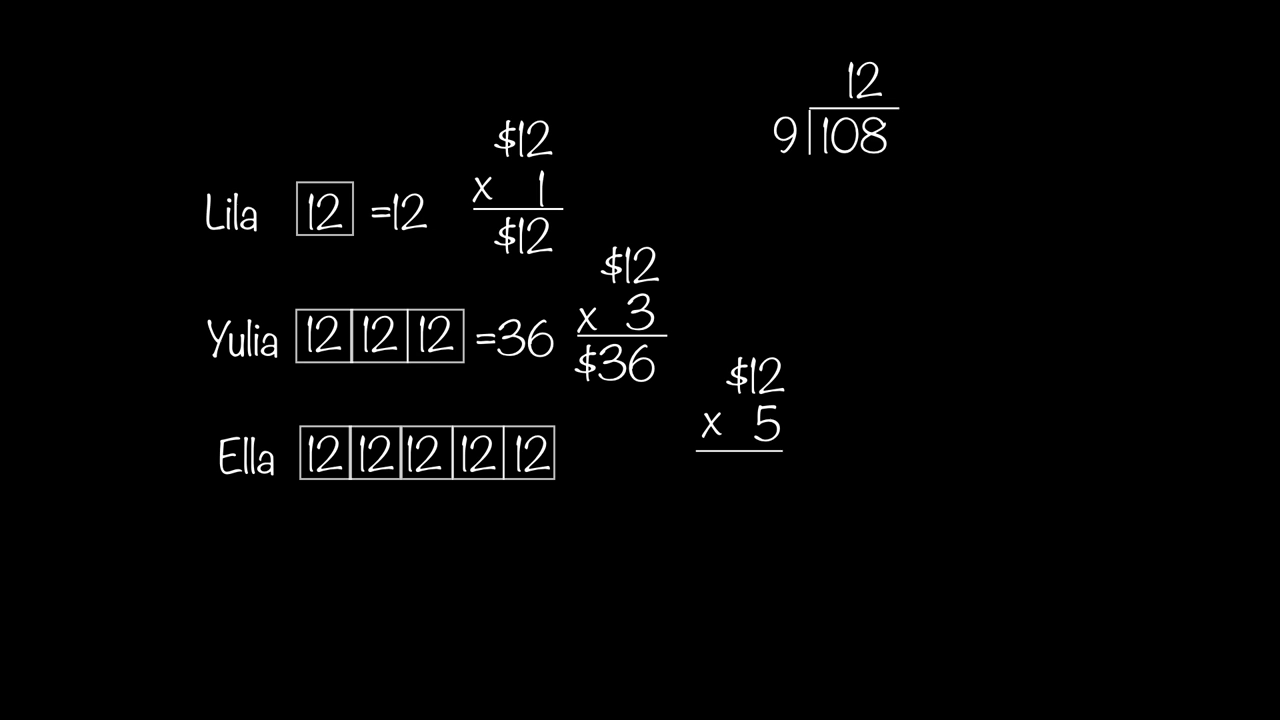 12
9 108
$12
x 1
$12
Lila 12 =12
$12
x 3
$36
Yulia 12 12 12 =36
$12
x 5
Ella 12 12 12 12 12